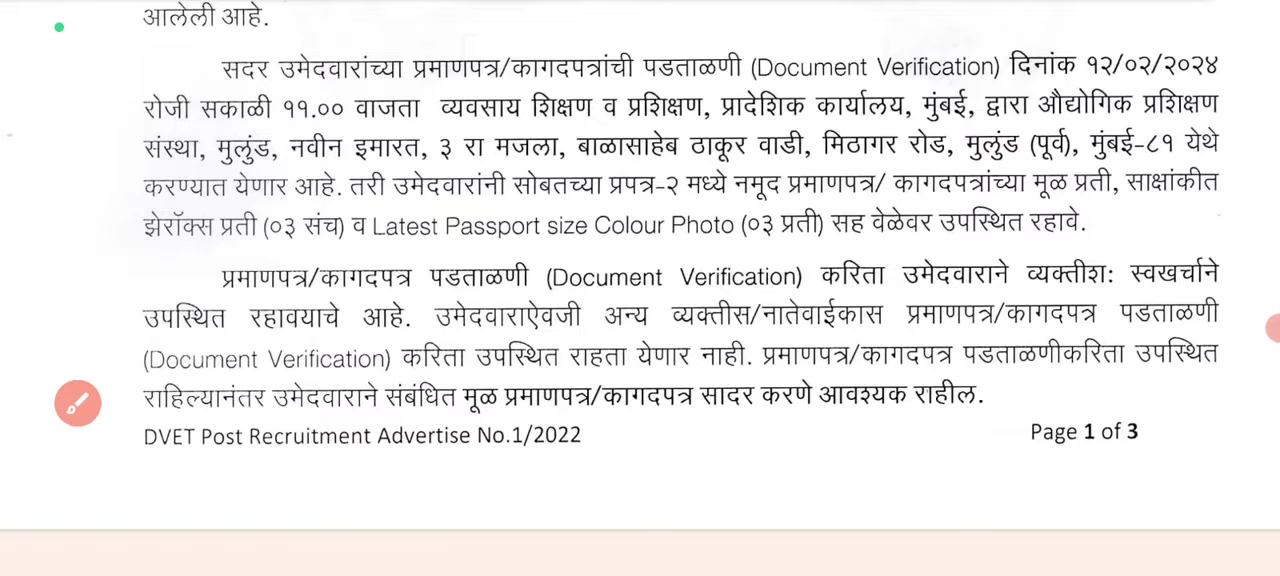 आलेली आहे.
सदर उमेदवारांच्या प्रमाणपत्र/कागदपत्रांची पडताळणी (Document Verification) दिनांक १२/०२/२०२४
रोजी सकाळी ११.०० वाजता व्यवसाय शिक्षण व प्रशिक्षण, प्रादेशिक कार्यालय, मुंबई, द्वारा औद्योगिक प्रशिक्षण
संस्था, मुलुंड, नवीन इमारत, ३ रा मजला, बाळासाहेब ठाकूर वाडी, मिठागर रोड, मुलुंड (पूर्व), मुंबई-८१ येथे
करण्यात येणार आहे. तरी उमेदवारांनी सोबतच्या प्रपत्र-२ मध्ये नमूद प्रमाणपत्र/ कागदपत्रांच्या मूळ प्रती, साक्षांकीत
झेरॉक्स प्रती (०३ संच) व Latest Passport size Colour Photo (०३ प्रती) सह वेळेवर उपस्थित रहावे.
प्रमाणपत्र/कागदपत्र पडताळणी (Document Verification) करिता उमेदवाराने व्यक्तीश: स्वखर्चाने
उपस्थित रहावयाचे आहे. उमेदवाराऐवजी अन्य व्यक्तीस/नातेवाईकास प्रमाणपत्र/कागदपत्र पडताळणी
(Document Verification) करिता उपस्थित राहता येणार नाही. प्रमाणपत्र/कागदपत्र पडताळणीकरिता उपस्थित
राहिल्यानंतर उमेदवाराने संबंधित मूळ प्रमाणपत्र/कागदपत्र सादर करणे आवश्यक राहील.
DVET Post Recruitment Advertise No.1/2022 Page 1 of 3